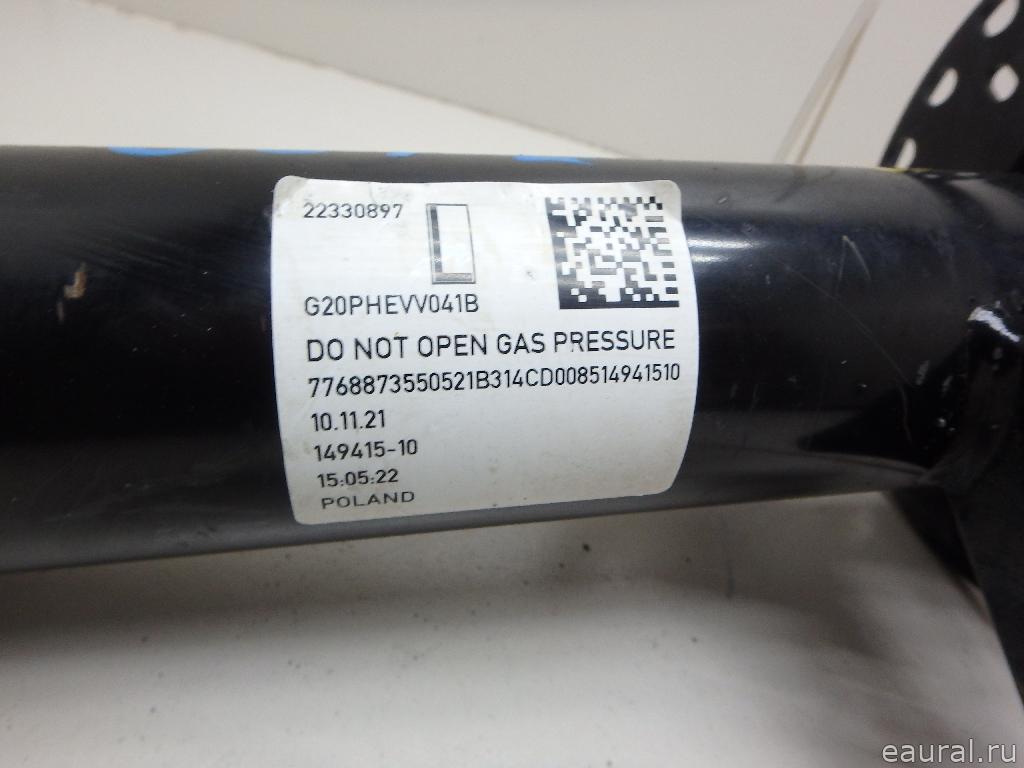 22330897
L
G20PHEVV041B
DO NOT OPEN GAS PRESSURE
7768873550521B314CD008514941510
10.11.21
149415-10
15:05:22
POLAND
eaural.ru